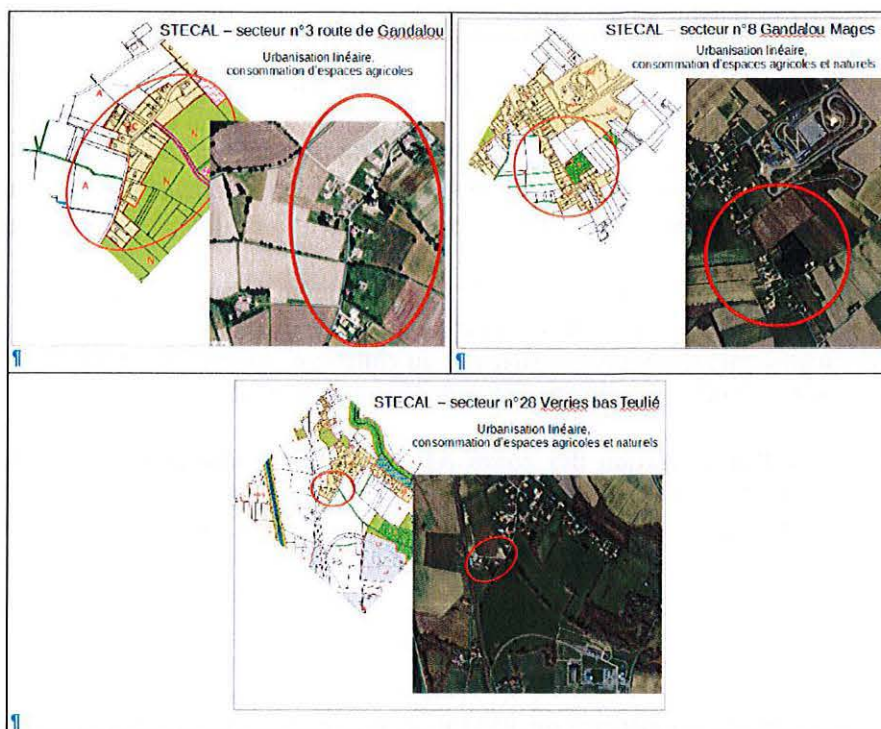 STECAL – secteur n°3 route de Gandalou
Urbanisation linéaire,
consommation d'espaces agricoles
A
A
N
N
N
¶
STECAL – secteur n°8 Gandalou Mages
Urbanisation linéaire,
consommation d'espaces agricoles et naturels
¶
STECAL – secteur n°28 Verries bas Teulié
Urbanisation linéaire,
consommation d'espaces agricoles et naturels
¶